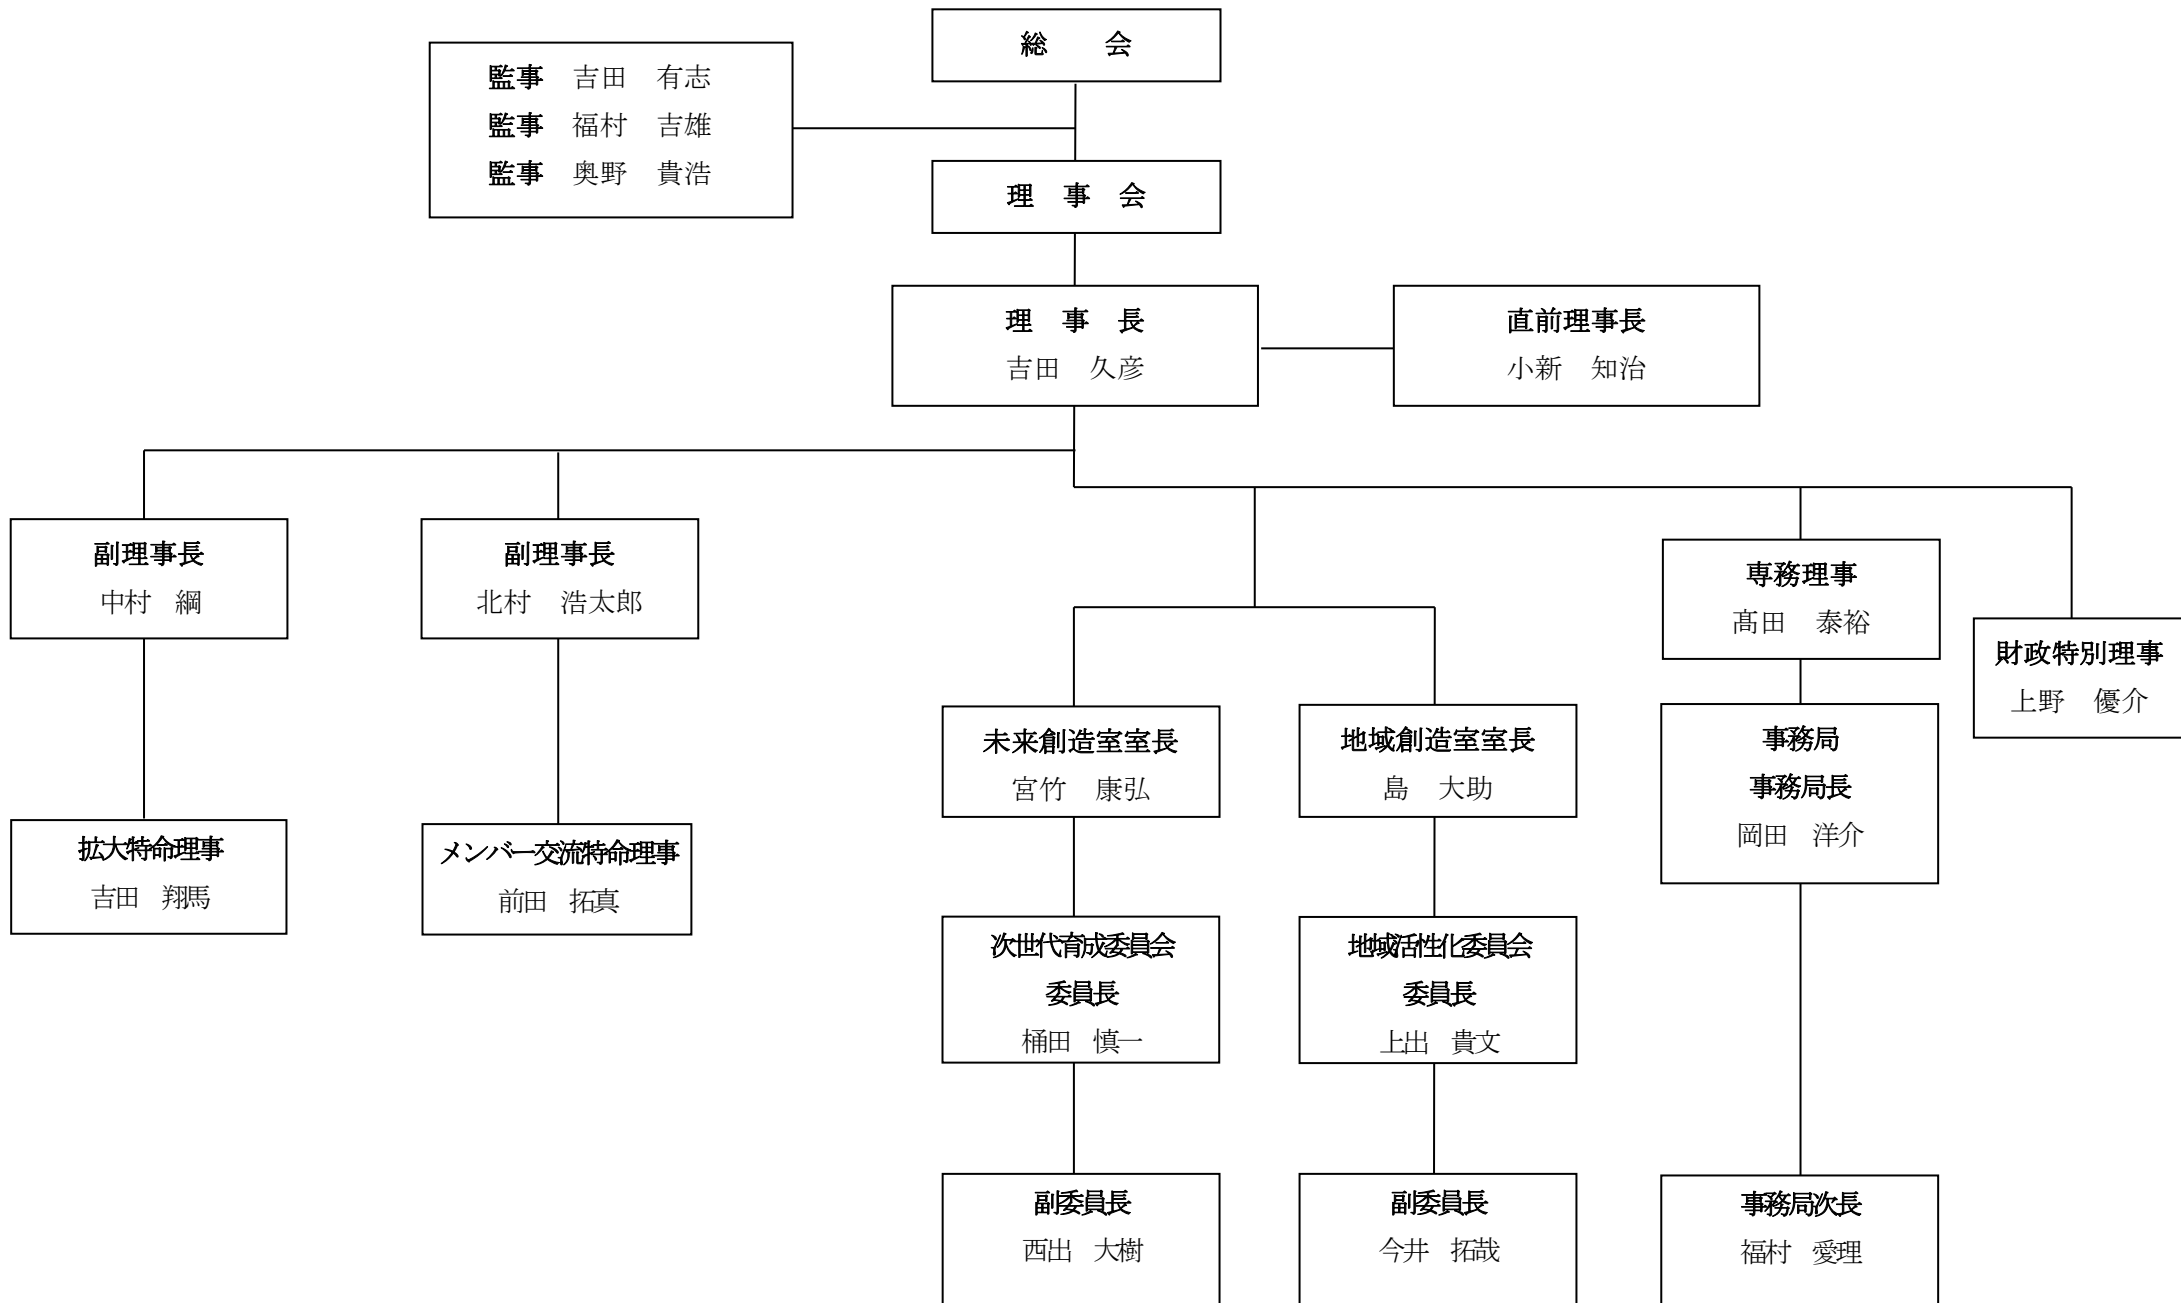 総　　会
監事　吉田　有志
監事　福村　吉雄
監事　奥野　貴浩
理　事　会
理　事　長
吉田　久彦
直前理事長
小新　知治
副理事長
中村　綱
副理事長
北村　浩太郎
専務理事
髙田　泰裕
財政特別理事
上野　優介
未来創造室室長
宮竹　康弘
地域創造室室長
島　大助
事務局
事務局長
岡田　洋介
拡大特命理事
吉田　翔馬
メンバー交流特命理事
前田　拓真
次世代育成委員会
委員長
桶田　慎一
地域活性化委員会
委員長
上出　貴文
副委員長
西出　大樹
副委員長
今井　拓哉
事務局次長
福村　愛理